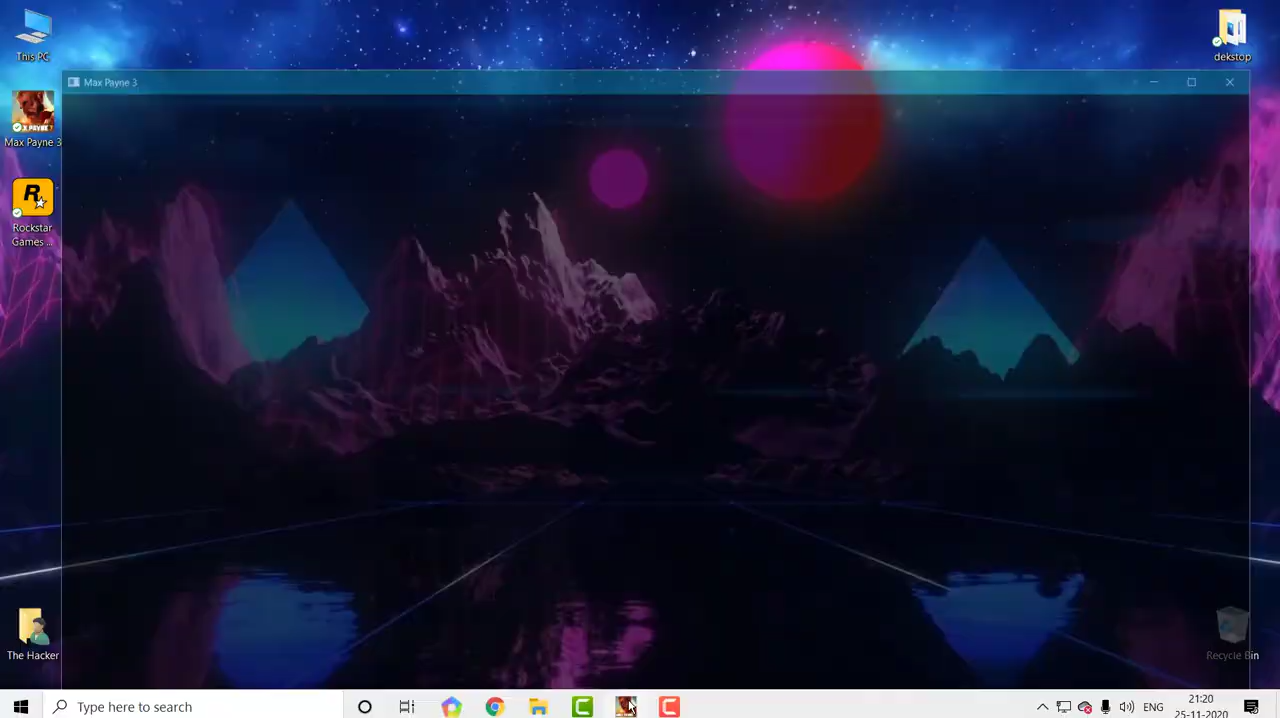 This PC
dekstop
Max Payne 3
X PAYNE
Max Payne 3
R
Rockstar
Games ...
The Hacker
Recycle Bin
Type here to search
ENG
21:20
25-11-2020